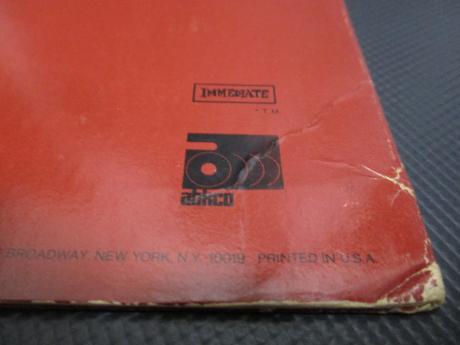 IMMEDIATE
TM
abkco
BROADWAY, NEW YORK, N.Y. 10019 PRINTED IN U.S.A.